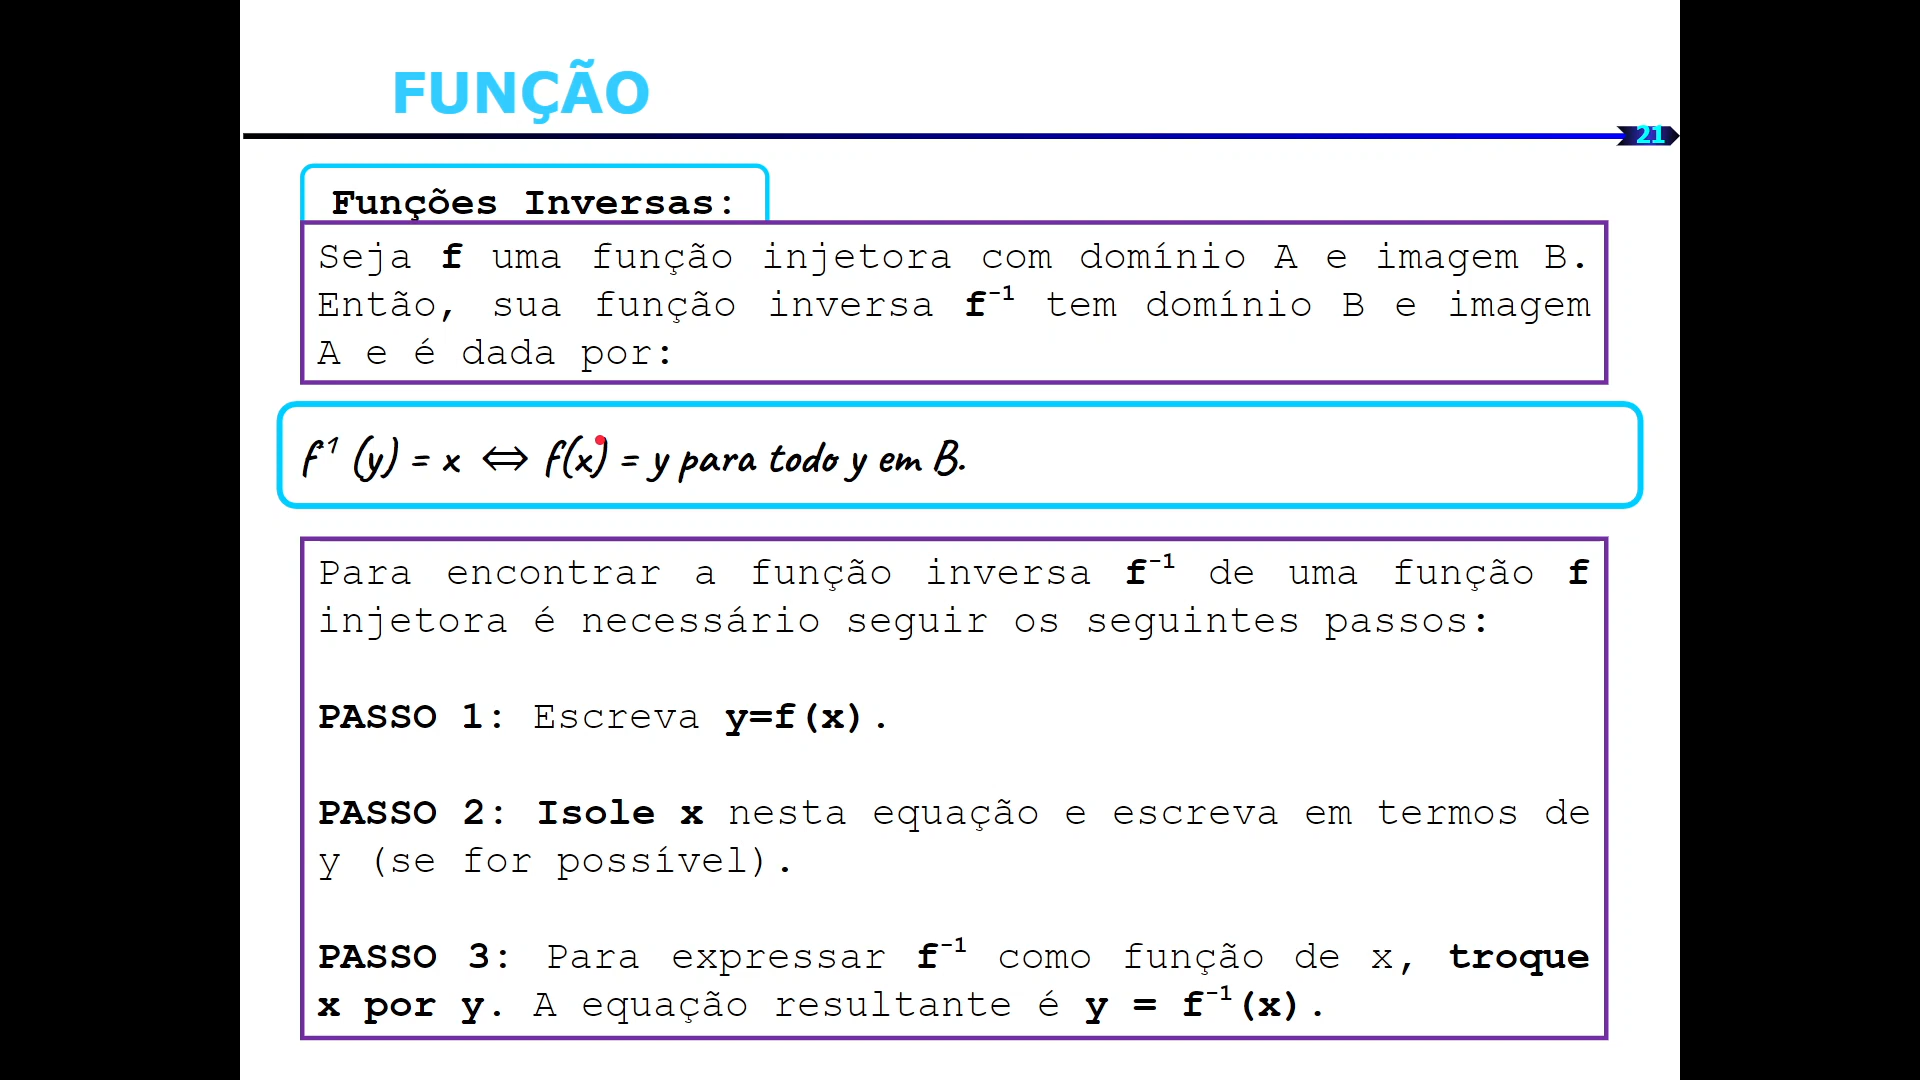 FUNÇÃO
21
Funções Inversas:
Seja f uma função injetora com domínio A e imagem B.
Então, sua função inversa f⁻¹ tem domínio B e imagem
A e é dada por:
f⁻¹ (y) = x ⇔ f(x) = y para todo y em B.
Para encontrar a função inversa f⁻¹ de uma função f
injetora é necessário seguir os seguintes passos:
PASSO 1: Escreva y=f(x).
PASSO 2: Isole x nesta equação e escreva em termos de
y (se for possível).
PASSO 3: Para expressar f⁻¹ como função de x, troque
x por y. A equação resultante é y = f⁻¹(x).